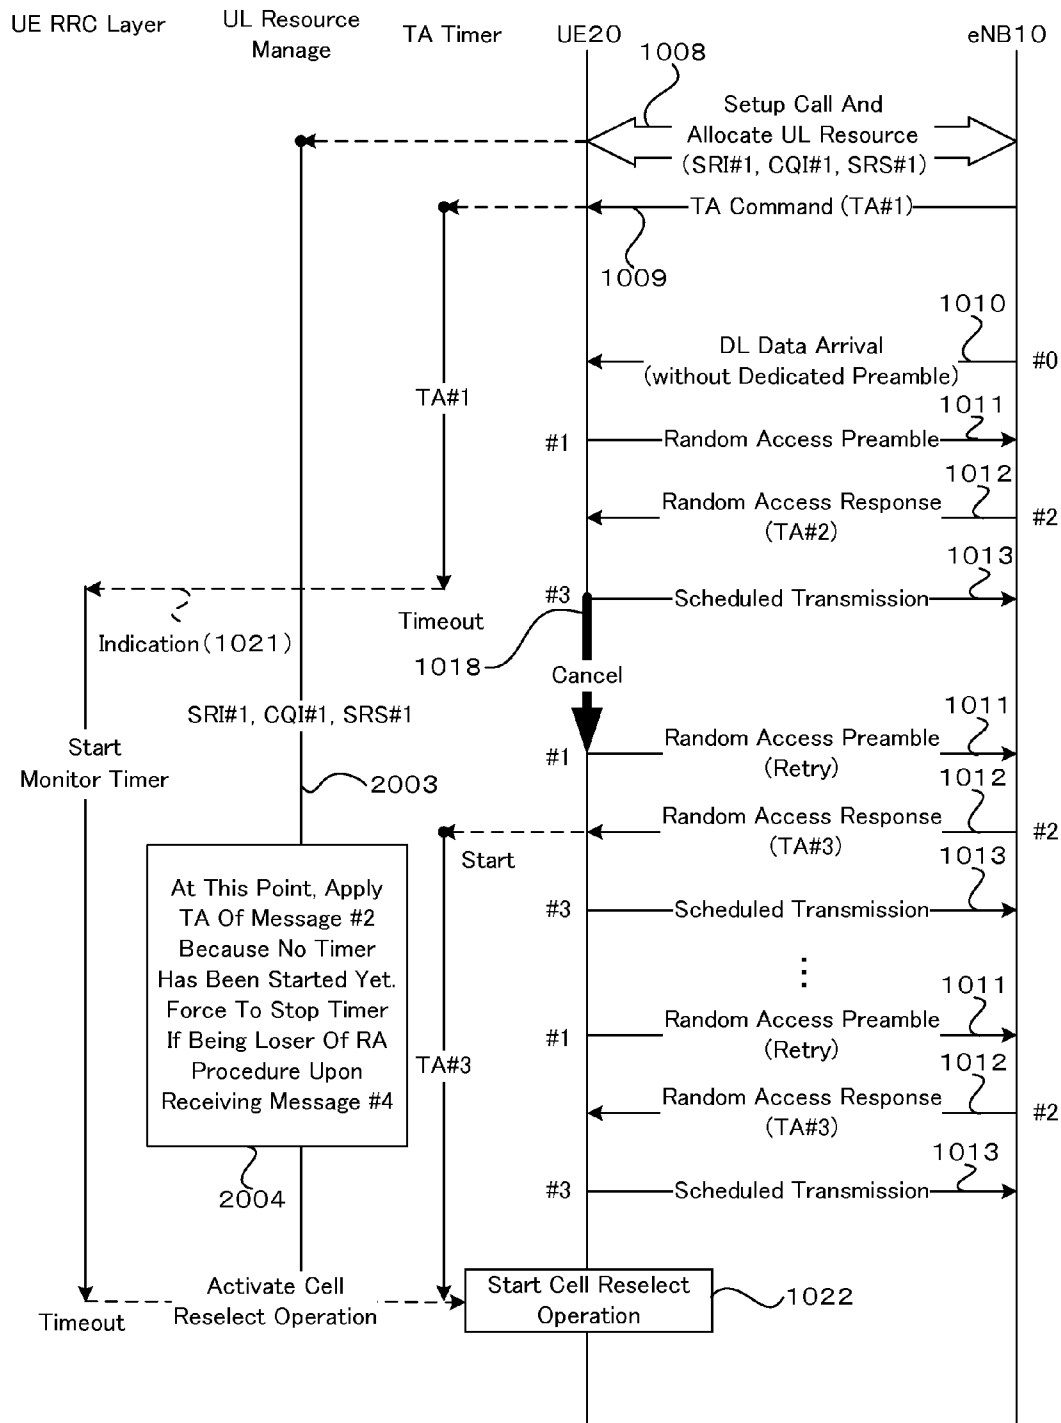 UE RRC Layer
UL Resource
Manage
TA Timer
UE20
eNB10
1008
Setup Call And
Allocate UL Resource
(SRI#1, CQI#1, SRS#1)
TA Command (TA#1)
1009
1010
DL Data Arrival
(without Dedicated Preamble)
#0
TA#1
1011
#1
Random Access Preamble
1012
Random Access Response
(TA#2)
#2
1013
#3
Scheduled Transmission
Timeout
Indication(1021)
1018
Cancel
SRI#1, CQI#1, SRS#1
Start
Monitor Timer
1011
#1
Random Access Preamble
(Retry)
2003
1012
Random Access Response
(TA#3)
#2
Start
1013
#3
Scheduled Transmission
At This Point, Apply
TA Of Message #2
Because No Timer
Has Been Started Yet.
Force To Stop Timer
If Being Loser Of RA
Procedure Upon
Receiving Message #4
⋮
1011
#1
Random Access Preamble
(Retry)
TA#3
1012
Random Access Response
(TA#3)
#2
1013
#3
Scheduled Transmission
2004
Activate Cell
Reselect Operation
Timeout
Start Cell Reselect
Operation
1022